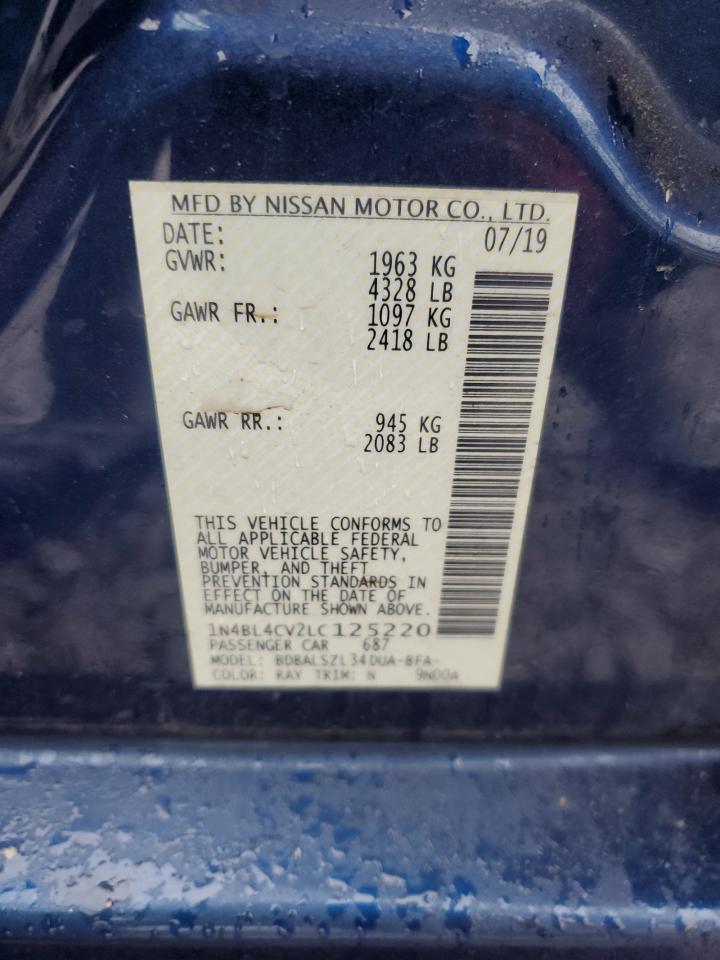 MFD BY NISSAN MOTOR CO., LTD.
DATE: 07/19
GVWR: 1963 KG
4328 LB
GAWR FR.: 1097 KG
2418 LB
GAWR RR.: 945 KG
2083 LB
THIS VEHICLE CONFORMS TO
ALL APPLICABLE FEDERAL
MOTOR VEHICLE SAFETY,
BUMPER, AND THEFT
PREVENTION STANDARDS IN
EFFECT ON THE DATE OF
MANUFACTURE SHOWN ABOVE.
1N4BL4CV2LC125220
PASSENGER CAR 687
MODEL: BDBALSZL34DUA-BFA-
COLOR: RAY TRIM: N 9N00A